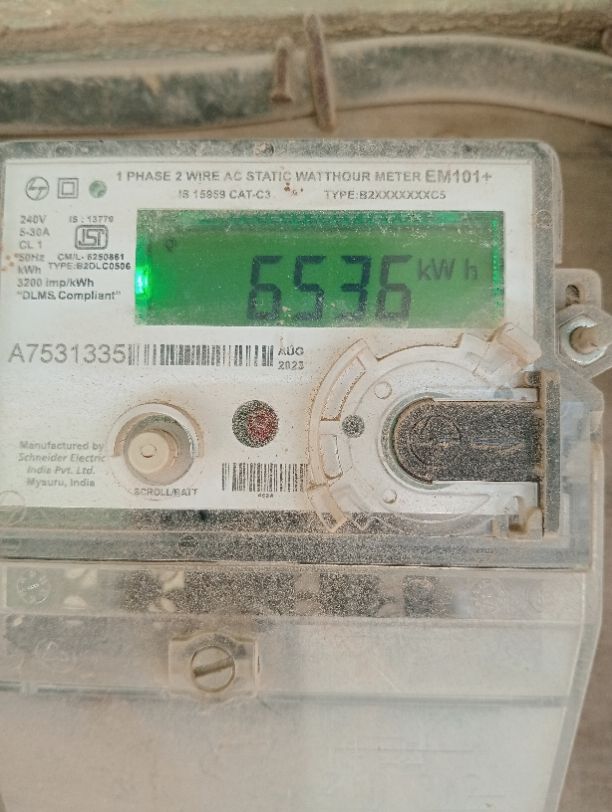 1 PHASE 2 WIRE AC STATIC WATTHOUR METER EM101+
IS 15959 CAT-C3 TYPE:B2XXXXXXXC5
240V IS : 13779
5-30A
CL 1
50Hz CM/L- 6250861
kWh TYPE:B2DLC0506
3200 imp/kWh
"DLMS Compliant"
ISI
6536 kWh
A7531335
AUG
2023
Manufactured by
Schneider Electric
India Pvt. Ltd.
Mysuru, India
SCROLL/BATT